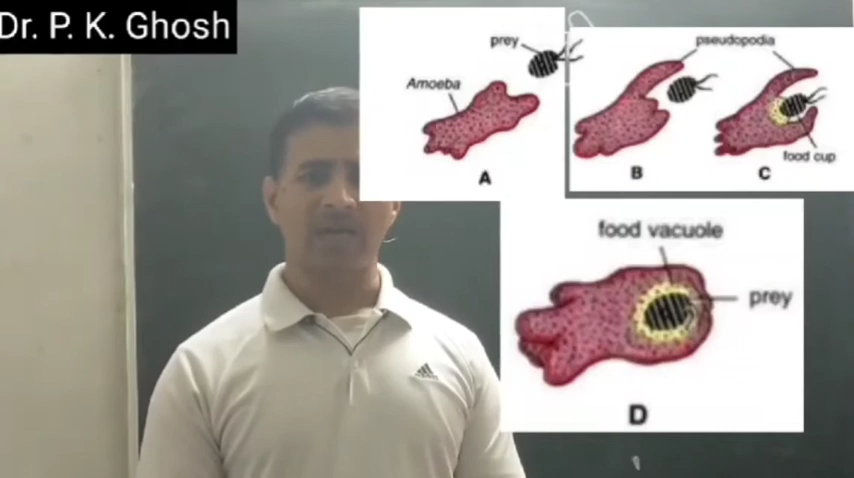 Dr. P. K. Ghosh
prey
Amoeba
A
pseudopodia
food cup
B
C
food vacuole
prey
D